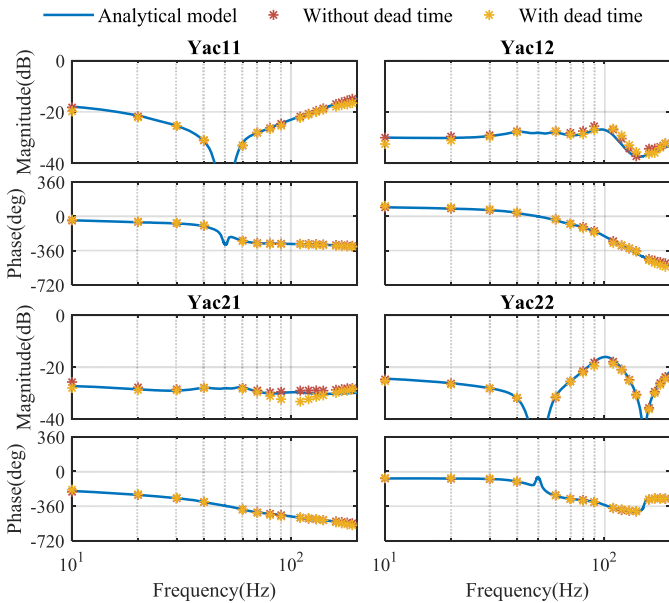 Analytical model Without dead time With dead time
Yac11 Yac12
Magnitude(dB)
0
-20
-40
Phase(deg)
360
0
-360
-720
Yac21 Yac22
Magnitude(dB)
0
-20
-40
Phase(deg)
360
0
-360
-720
10^1 10^2 10^1 10^2
Frequency(Hz) Frequency(Hz)